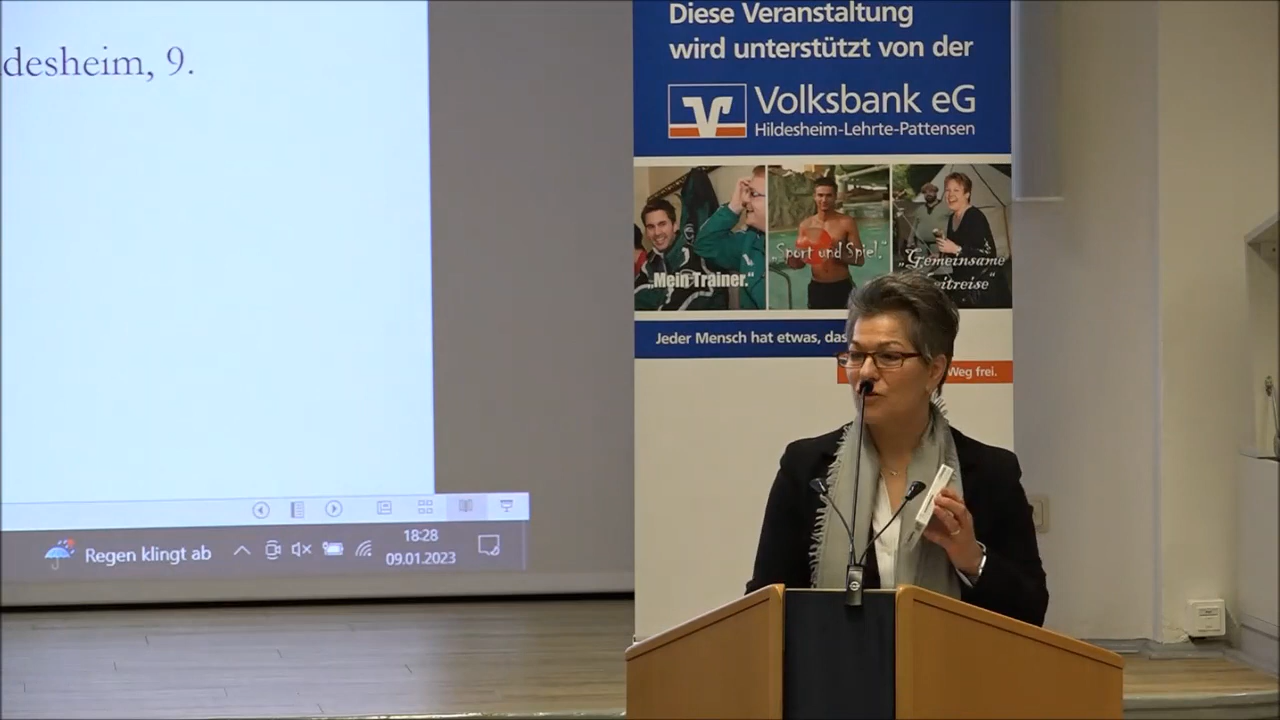 desheim, 9.
Regen klingt ab
18:28
09.01.2023
Diese Veranstaltung
wird unterstützt von der
Volksbank eG
Hildesheim-Lehrte-Pattensen
„Mein Trainer.“
„Sport und Spiel.“
„Gemeinsame
eitreise“
Jeder Mensch hat etwas, das
Weg frei.